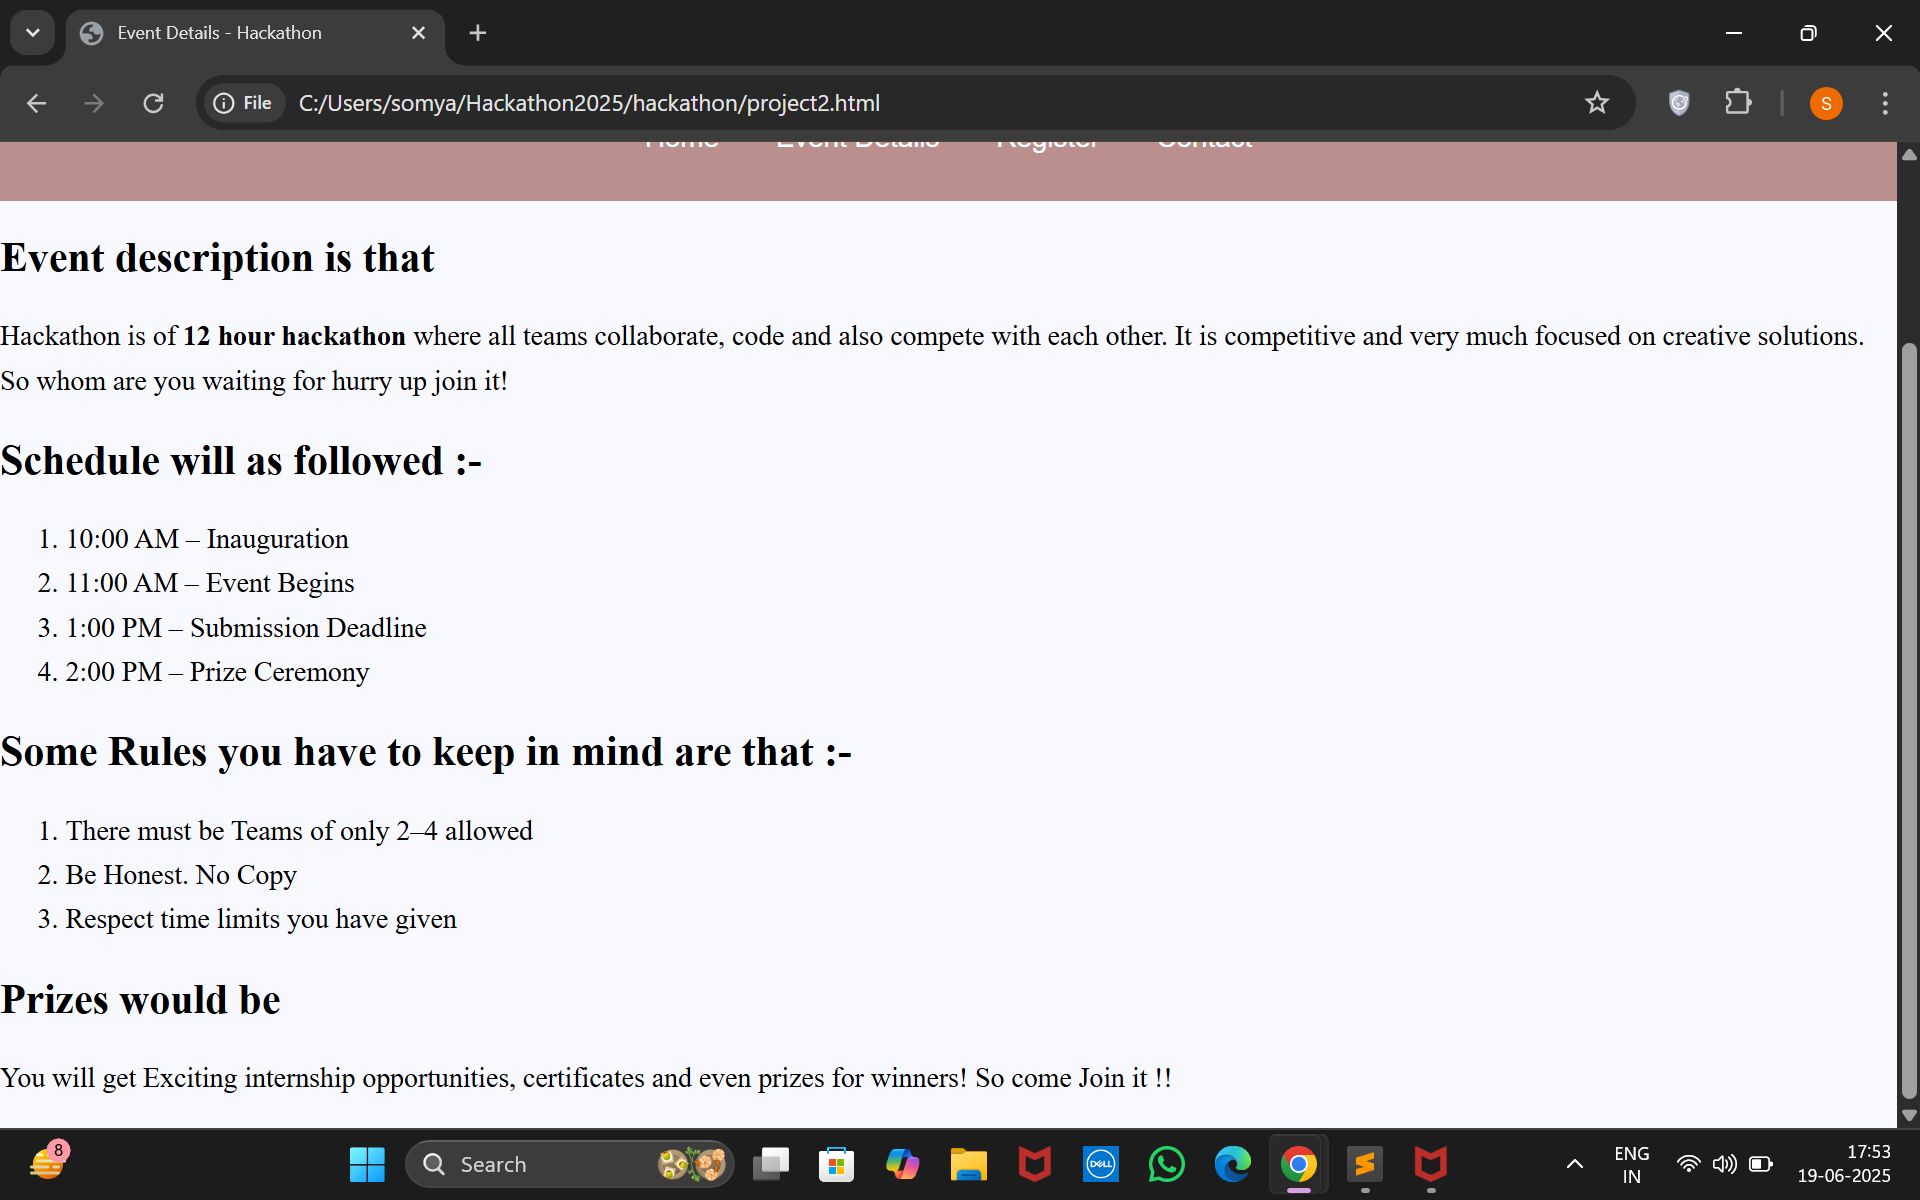 Event Details - Hackathon
File C:/Users/somya/Hackathon2025/hackathon/project2.html
S
Home Event Details Register Contact
Event description is that
Hackathon is of 12 hour hackathon where all teams collaborate, code and also compete with each other. It is competitive and very much focused on creative solutions.
So whom are you waiting for hurry up join it!
Schedule will as followed :-
1. 10:00 AM – Inauguration
2. 11:00 AM – Event Begins
3. 1:00 PM – Submission Deadline
4. 2:00 PM – Prize Ceremony
Some Rules you have to keep in mind are that :-
1. There must be Teams of only 2–4 allowed
2. Be Honest. No Copy
3. Respect time limits you have given
Prizes would be
You will get Exciting internship opportunities, certificates and even prizes for winners! So come Join it !!
8
Search
DELL
ENG
IN
17:53
19-06-2025